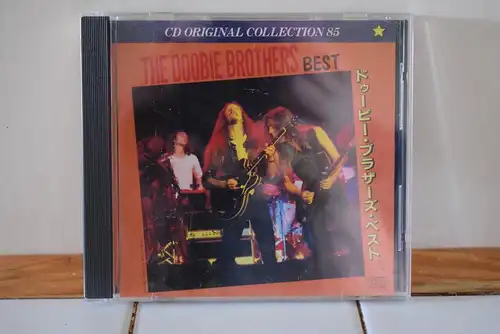 CD ORIGINAL COLLECTION 85
THE DOOBIE BROTHERS BEST
ドゥービー・ブラザーズ・ベスト